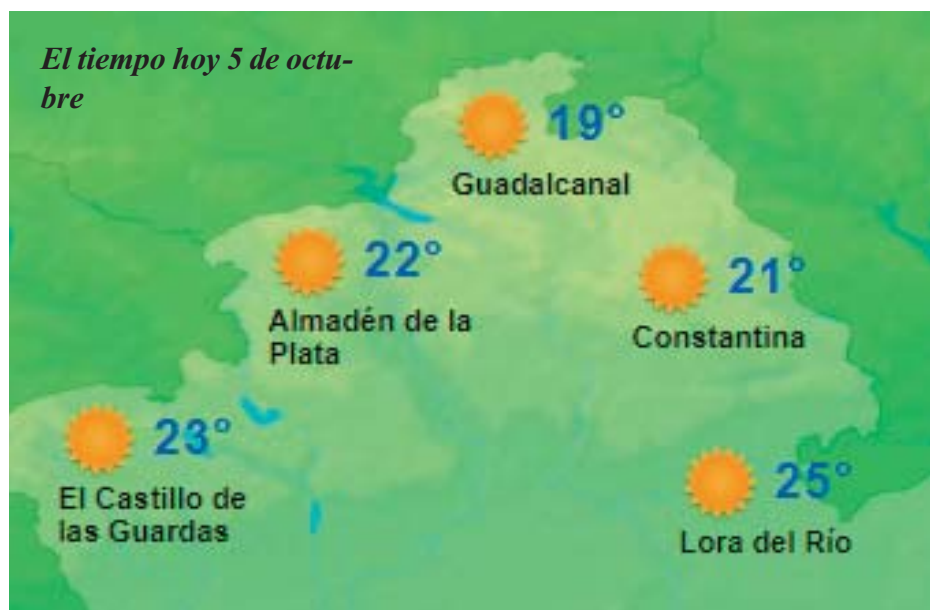 El tiempo hoy 5 de octu-
bre
19°
Guadalcanal
22°
Almadén de la
Plata
21°
Constantina
23°
El Castillo de
las Guardas
25°
Lora del Río